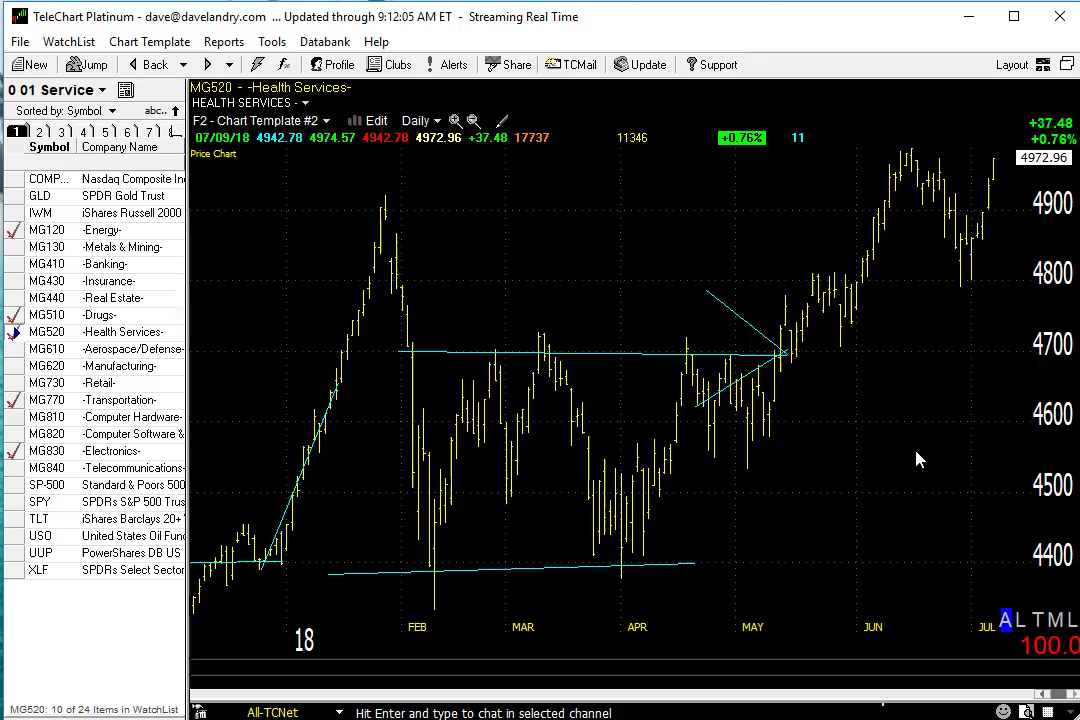 TeleChart Platinum - dave@davelandry.com ... Updated through 9:12:05 AM ET - Streaming Real Time
File WatchList Chart Template Reports Tools Databank Help
New Jump Back Profile Clubs Alerts Share TCMail Update Support Layout
0 01 Service
Sorted by: Symbol abc..
1 2 3 4 5 6 7
Symbol Company Name
COMP... Nasdaq Composite In
GLD SPDR Gold Trust
IWM iShares Russell 2000
MG120 -Energy-
MG130 -Metals & Mining-
MG410 -Banking-
MG430 -Insurance-
MG440 -Real Estate-
MG510 -Drugs-
MG520 -Health Services-
MG610 -Aerospace/Defense-
MG620 -Manufacturing-
MG730 -Retail-
MG770 -Transportation-
MG810 -Computer Hardware-
MG820 -Computer Software &
MG830 -Electronics-
MG840 -Telecommunications-
SP-500 Standard & Poors 500
SPY SPDRs S&P 500 Trus
TLT iShares Barclays 20+
USO United States Oil Fund
UUP PowerShares DB US
XLF SPDRs Select Sector
MG520: 10 of 24 Items in WatchList
MG520 - -Health Services-
HEALTH SERVICES -
F2 - Chart Template #2 Edit Daily
07/09/18 4942.78 4974.57 4942.78 4972.96 +37.48 17737 11346 +0.76% 11
Price Chart
+37.48
+0.76%
4972.96
4900
4800
4700
4600
4500
4400
A L T M L
100.0
FEB MAR APR MAY JUN JUL
18
All-TCNet Hit Enter and type to chat in selected channel